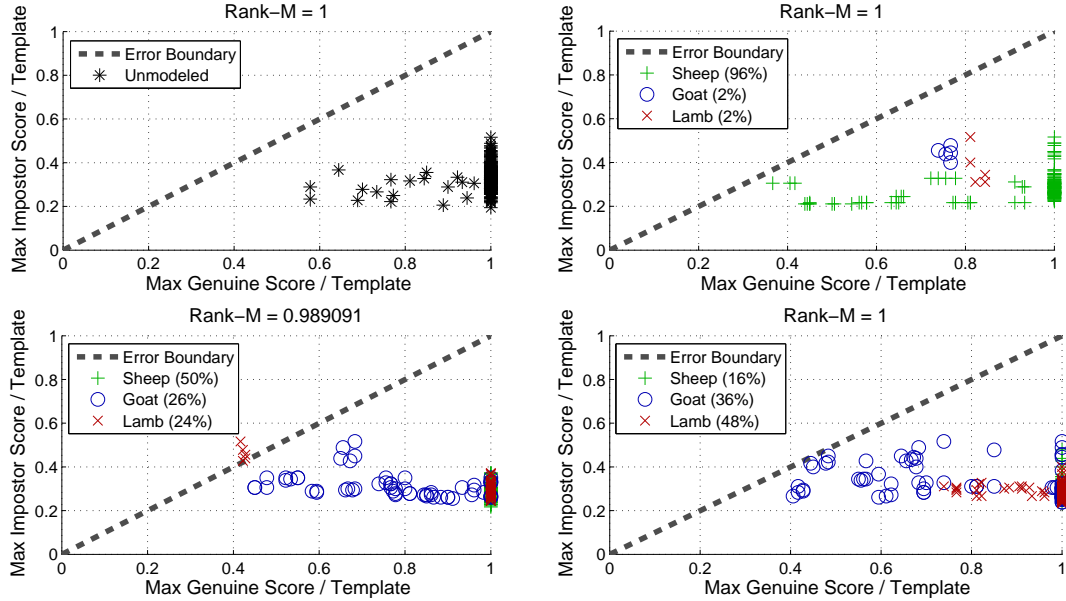 Rank-M = 1
Max Impostor Score / Template
1
0.8
0.6
0.4
0.2
0
Error Boundary
Unmodeled
0 0.2 0.4 0.6 0.8 1
Max Genuine Score / Template
Rank-M = 1
Max Impostor Score / Template
1
0.8
0.6
0.4
0.2
0
Error Boundary
Sheep (96%)
Goat (2%)
Lamb (2%)
0 0.2 0.4 0.6 0.8 1
Max Genuine Score / Template
Rank-M = 0.989091
Max Impostor Score / Template
1
0.8
0.6
0.4
0.2
0
Error Boundary
Sheep (50%)
Goat (26%)
Lamb (24%)
0 0.2 0.4 0.6 0.8 1
Max Genuine Score / Template
Rank-M = 1
Max Impostor Score / Template
1
0.8
0.6
0.4
0.2
0
Error Boundary
Sheep (16%)
Goat (36%)
Lamb (48%)
0 0.2 0.4 0.6 0.8 1
Max Genuine Score / Template